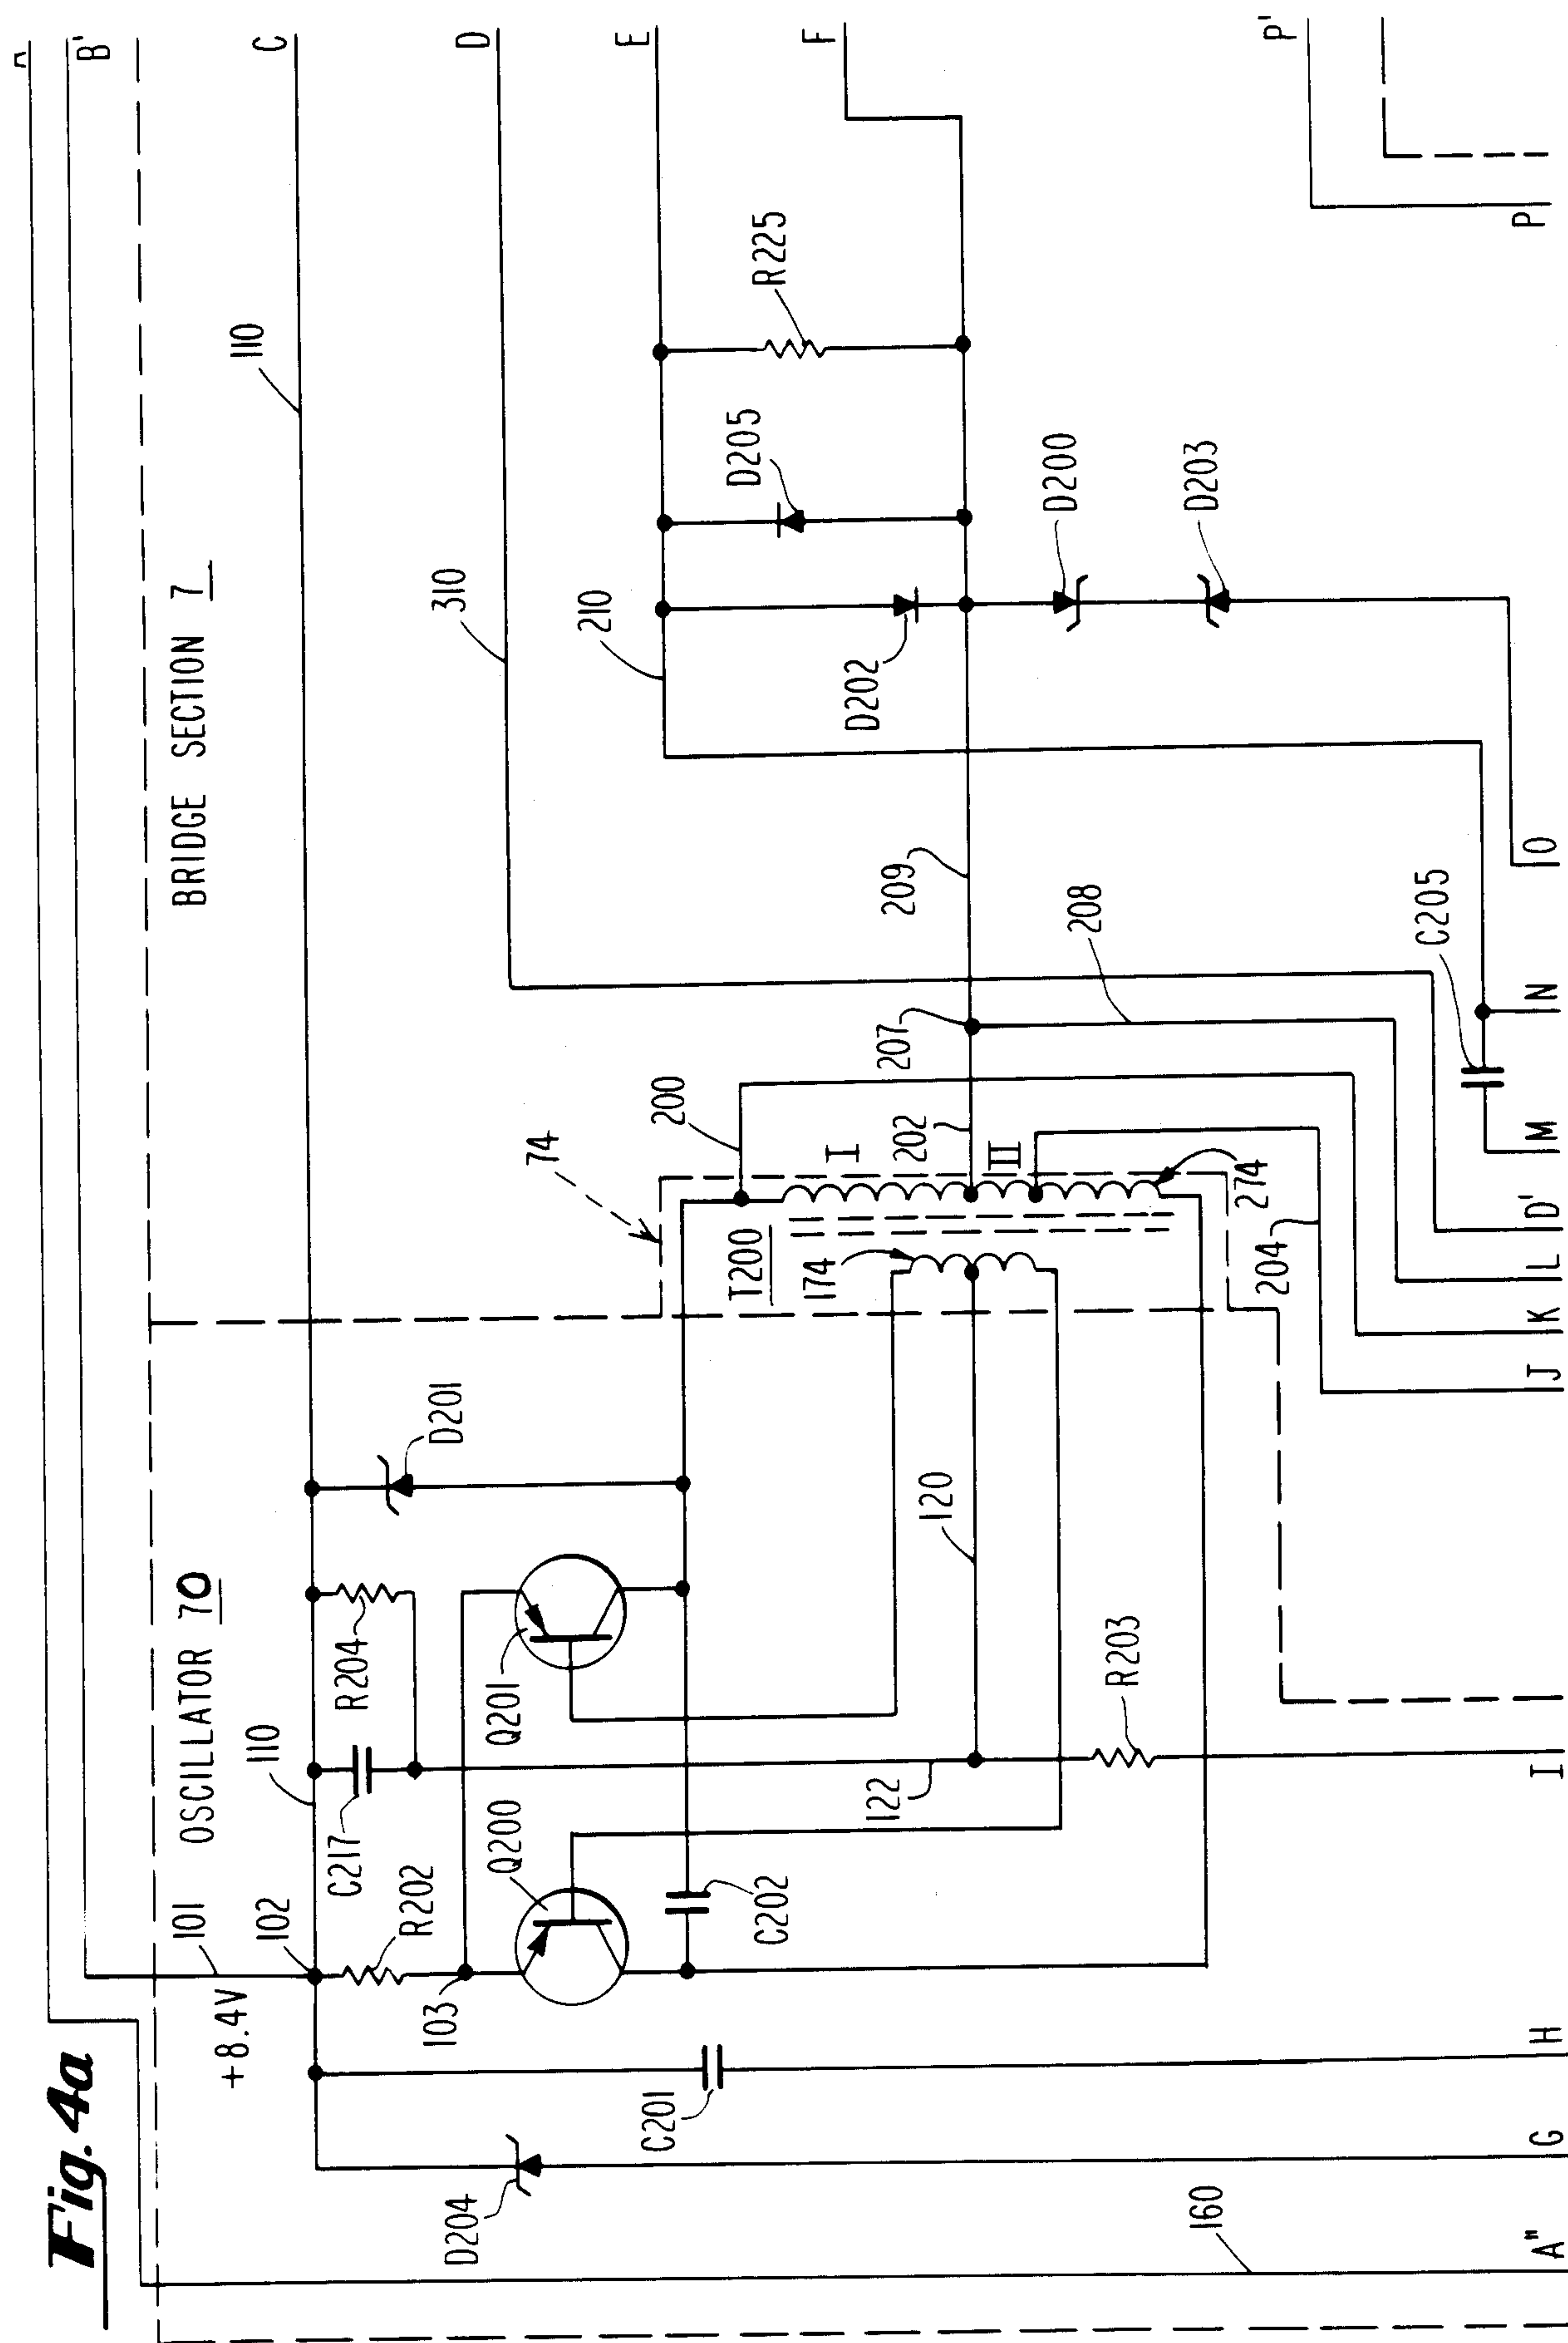 Fig. 4a
A
B'
C
D
E
F
P'
P
BRIDGE SECTION 7
OSCILLATOR 70
+8.4V
101
102
110
110
C217
R204
D201
R202
103
Q200
Q201
D204
C201
C202
122
120
R203
160
74
T200
174
200
I
202
II
274
204
207
208
209
310
210
D202
D205
R225
D200
D203
C205
A"
G
H
I
J
K
L
D'
M
N
O